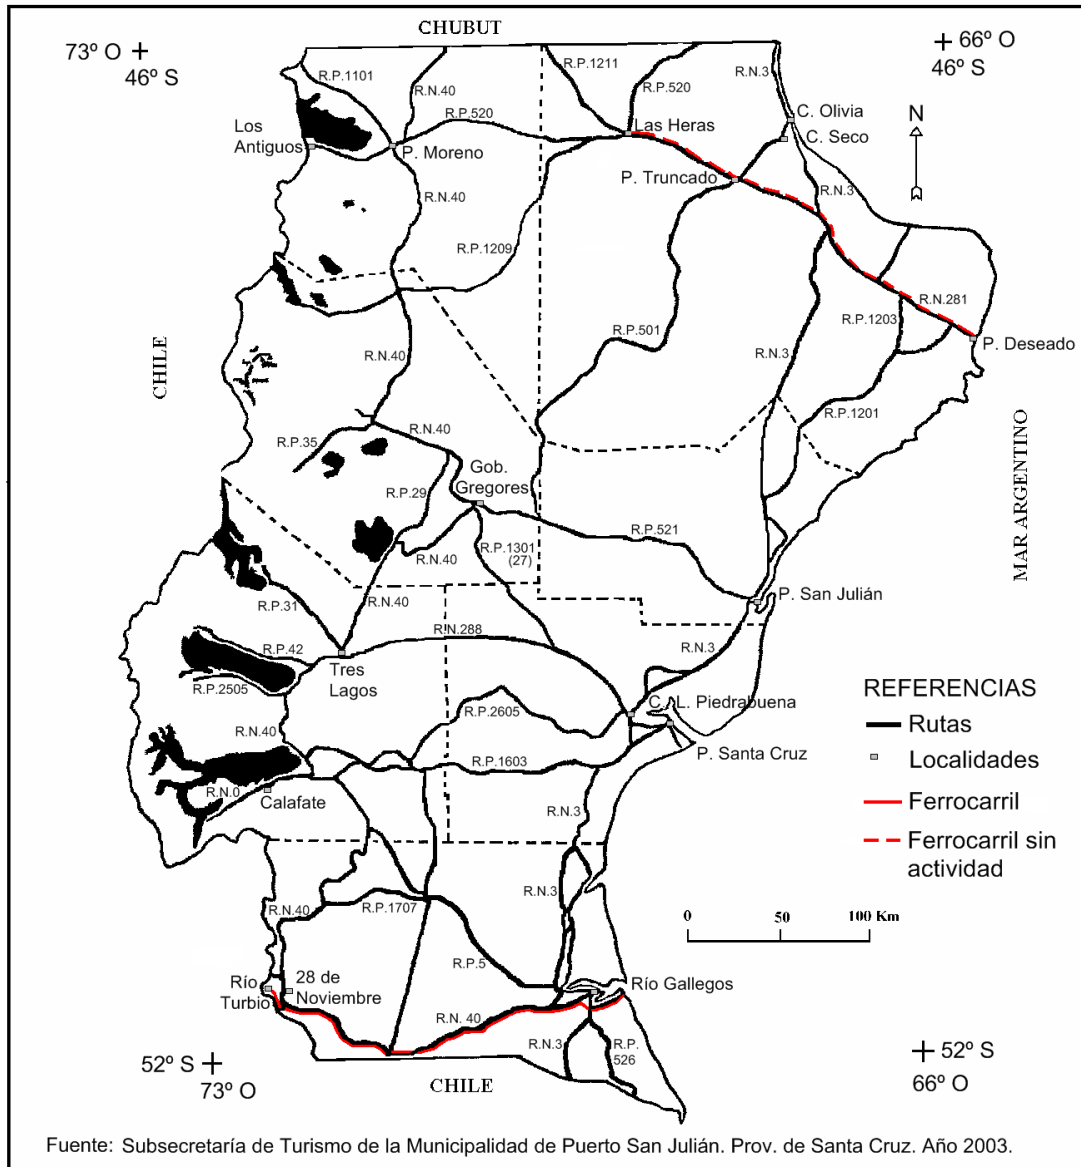 CHUBUT
73º O
46º S
66º O
46º S
R.P.1101
R.N.40
R.P.1211
R.P.520
R.N.3
N
R.P.520
Los
Antiguos
P. Moreno
Las Heras
C. Olivia
C. Seco
P. Truncado
R.N.40
R.N.3
R.P.1209
R.N.281
R.P.501
R.P.1203
P. Deseado
R.N.40
R.N.3
CHILE
R.P.1201
R.N.40
R.P.35
MAR ARGENTINO
Gob.
Gregores
R.P.29
R.P.521
R.N.40
R.P.1301
(27)
R.P.31
R.N.40
P. San Julián
R.N.288
R.P.42
Tres
Lagos
R.N.3
R.P.2505
C. L. Piedrabuena
R.P.2605
R.N.40
P. Santa Cruz
R.P.1603
R.N.0
Calafate
R.N.3
REFERENCIAS
Rutas
Localidades
Ferrocarril
Ferrocarril sin
actividad
R.N.3
R.N.40
R.P.1707
0 50 100 Km
R.P.5
Río
Turbio
28 de
Noviembre
Río Gallegos
R.N. 40
R.N.3
R.P.
526
52º S
73º O
CHILE
52º S
66º O
Fuente: Subsecretaría de Turismo de la Municipalidad de Puerto San Julián. Prov. de Santa Cruz. Año 2003.